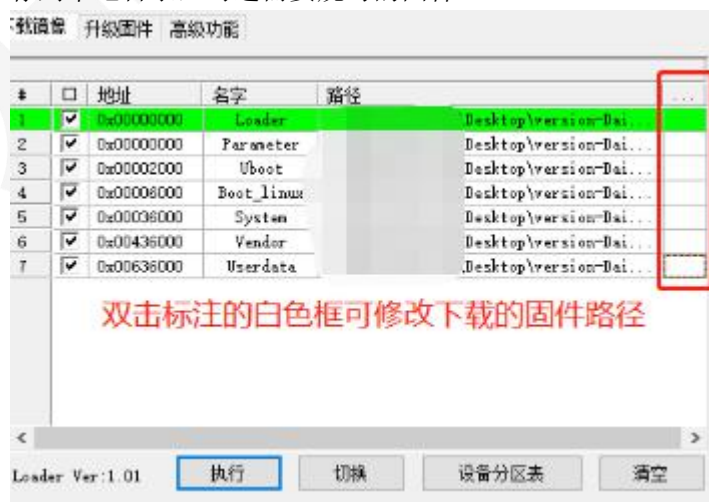 下载镜像 升级固件 高级功能
# 地址 名字 路径 ...
1 0x00000000 Loader \Desktop\version-Dai...
2 0x00000000 Parameter Desktop\version-Dai...
3 0x00002000 Uboot Desktop\version-Dai...
4 0x00006000 Boot_linux Desktop\version-Dai...
5 0x00036000 System Desktop\version-Dai...
6 0x00436000 Vendor \Desktop\version-Dai...
7 0x00636000 Userdata \Desktop\version-Dai...
双击标注的白色框可修改下载的固件路径
Loader Ver:1.01 执行 切换 设备分区表 清空